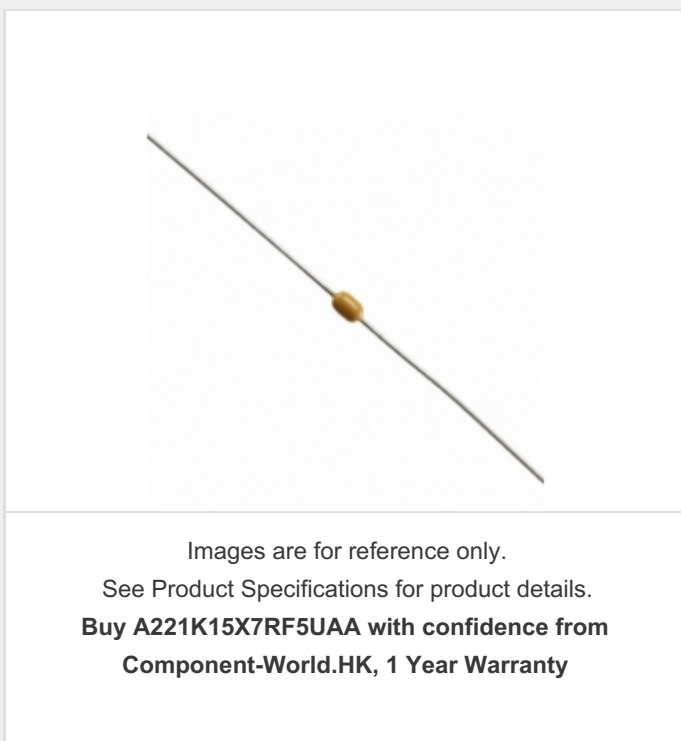 Images are for reference only.
See Product Specifications for product details.
Buy A221K15X7RF5UAA with confidence from
Component-World.HK, 1 Year Warranty